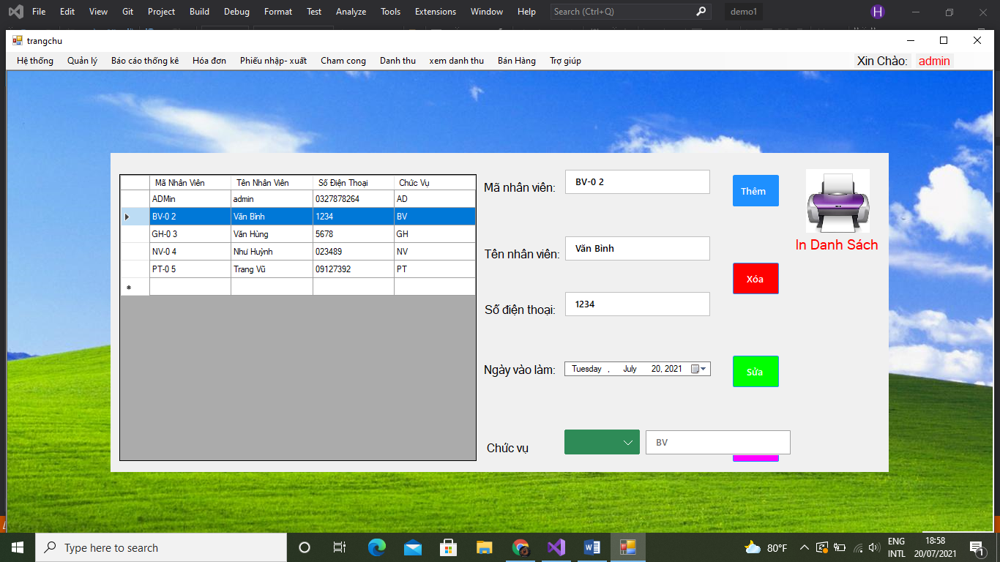 File Edit View Git Project Build Debug Format Test Analyze Tools Extensions Window Help Search (Ctrl+Q) demo1 H
trangchu
Hệ thống Quản lý Báo cáo thống kê Hóa đơn Phiếu nhập- xuất Cham cong Danh thu xem danh thu Bán Hàng Trợ giúp Xin Chào: admin
Mã Nhân Viên Tên Nhân Viên Số Điện Thoại Chức Vụ
ADMin admin 0327878264 AD
BV-0 2 Văn Bình 1234 BV
GH-0 3 Văn Hùng 5678 GH
NV-0 4 Như Huỳnh 023489 NV
PT-0 5 Trang Vũ 09127392 PT
Mã nhân viên: BV-0 2
Thêm
In Danh Sách
Tên nhân viên: Văn Bình
Xóa
Số điện thoại: 1234
Ngày vào làm: Tuesday , July 20, 2021
Sửa
Chức vụ BV
Type here to search
80°F
ENG
INTL
18:58
20/07/2021
1